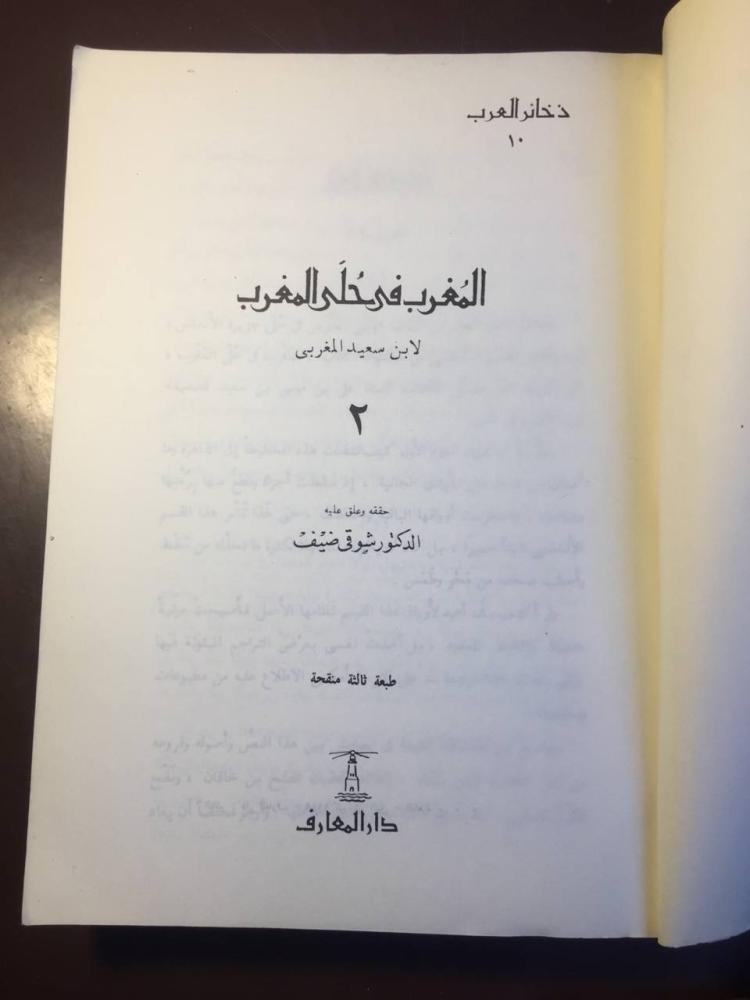 ذخائر العرب
١٠
المُغرب في حُلَى المغرب
لابن سعيد المغربي
٢
حققه وعلق عليه
الدكتور شوقي ضيف
طبعة ثالثة منقحة
دار المعارف